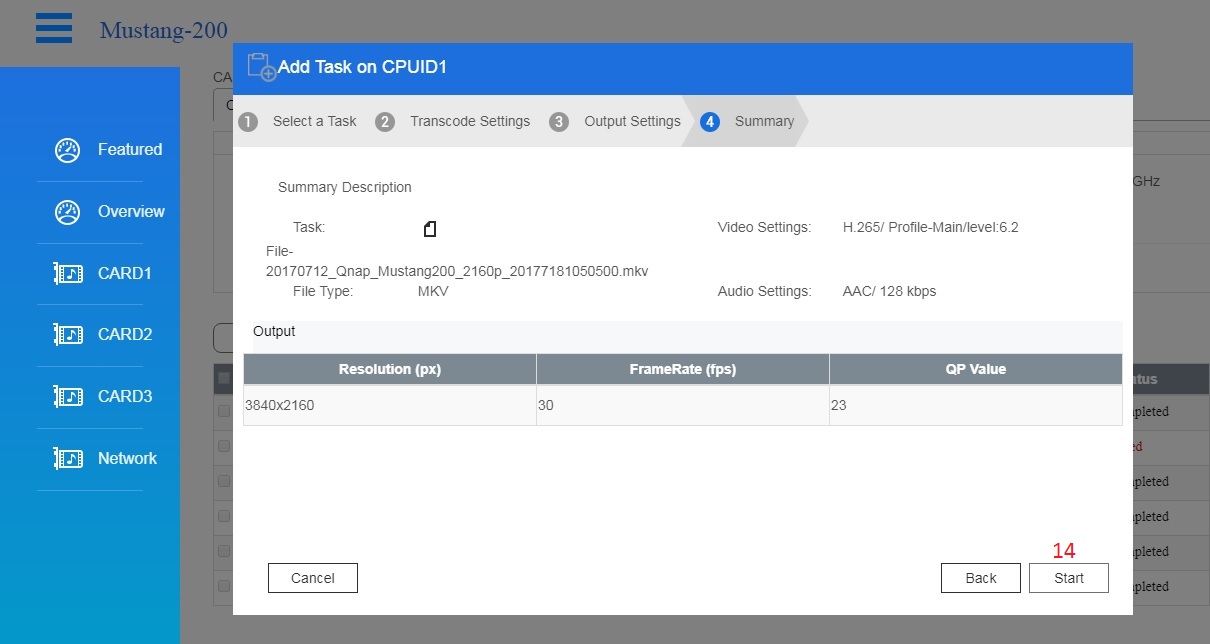 Mustang-200
CA
Add Task on CPUID1
1 Select a Task 2 Transcode Settings 3 Output Settings 4 Summary
Featured
Overview
CARD1
CARD2
CARD3
Network
GHz
Summary Description
Task:
File-
20170712_Qnap_Mustang200_2160p_20177181050500.mkv
Video Settings: H.265/ Profile-Main/level:6.2
File Type: MKV
Audio Settings: AAC/ 128 kbps
Output
Resolution (px) FrameRate (fps) QP Value
3840x2160 30 23
tus
pleted
ed
pleted
pleted
pleted
pleted
14
Cancel
Back
Start